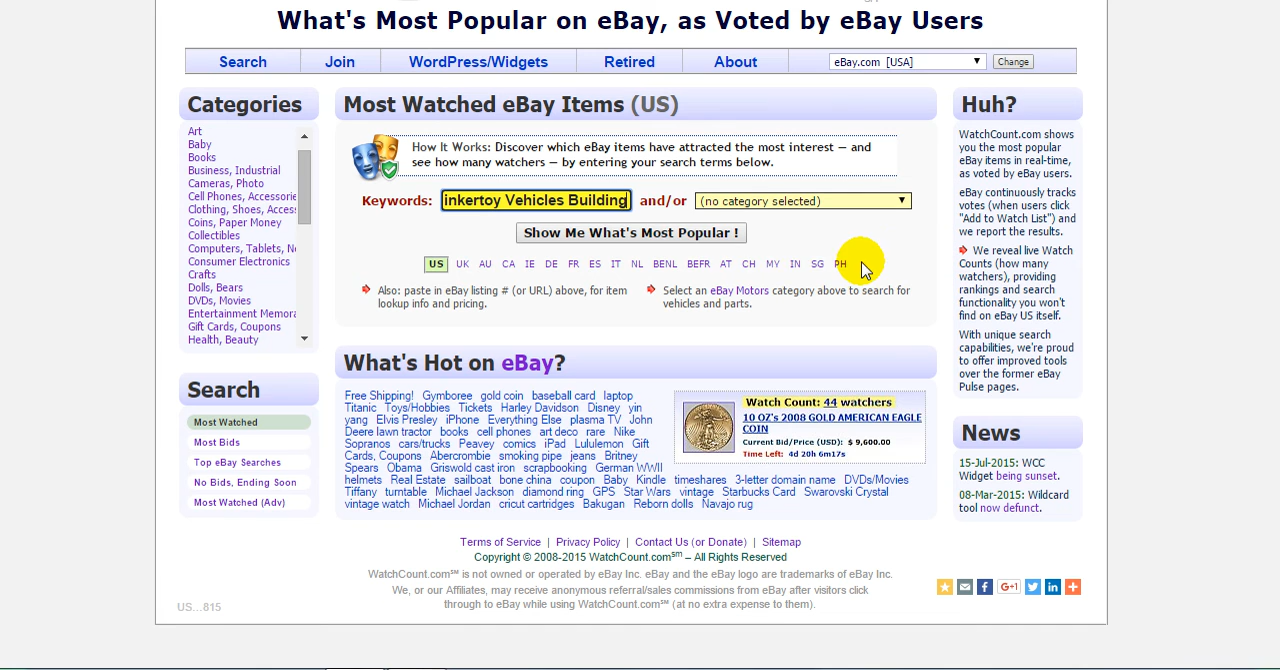 What's Most Popular on eBay, as Voted by eBay Users
Search Join WordPress/Widgets Retired About eBay.com [USA] Change
Categories
Art
Baby
Books
Business, Industrial
Cameras, Photo
Cell Phones, Accessorie
Clothing, Shoes, Access
Coins, Paper Money
Collectibles
Computers, Tablets, Ne
Consumer Electronics
Crafts
Dolls, Bears
DVDs, Movies
Entertainment Memora
Gift Cards, Coupons
Health, Beauty
Search
Most Watched
Most Bids
Top eBay Searches
No Bids, Ending Soon
Most Watched (Adv)
Most Watched eBay Items (US)
How It Works: Discover which eBay items have attracted the most interest — and
see how many watchers — by entering your search terms below.
Keywords: inkertoy Vehicles Building and/or (no category selected)
Show Me What's Most Popular !
US UK AU CA IE DE FR ES IT NL BENL BEFR AT CH MY IN SG PH
Also: paste in eBay listing # (or URL) above, for item
lookup info and pricing.
Select an eBay Motors category above to search for
vehicles and parts.
What's Hot on eBay?
Free Shipping! Gymboree gold coin baseball card laptop
Titanic Toys/Hobbies Tickets Harley Davidson Disney yin
yang Elvis Presley iPhone Everything Else plasma TV John
Deere lawn tractor books cell phones art deco rare Nike
Sopranos cars/trucks Peavey comics iPad Lululemon Gift
Cards, Coupons Abercrombie smoking pipe jeans Britney
Spears Obama Griswold cast iron scrapbooking German WWII
helmets Real Estate sailboat bone china coupon Baby Kindle timeshares 3-letter domain name DVDs/Movies
Tiffany turntable Michael Jackson diamond ring GPS Star Wars vintage Starbucks Card Swarovski Crystal
vintage watch Michael Jordan cricut cartridges Bakugan Reborn dolls Navajo rug
Watch Count: 44 watchers
10 OZ's 2008 GOLD AMERICAN EAGLE
COIN
Current Bid/Price (USD): $ 9,600.00
Time Left: 4d 20h 6m17s
Huh?
WatchCount.com shows
you the most popular
eBay items in real-time,
as voted by eBay users.
eBay continuously tracks
votes (when users click
"Add to Watch List") and
we report the results.
We reveal live Watch
Counts (how many
watchers), providing
rankings and search
functionality you won't
find on eBay US itself.
With unique search
capabilities, we're proud
to offer improved tools
over the former eBay
Pulse pages.
News
15-Jul-2015: WCC
Widget being sunset.
08-Mar-2015: Wildcard
tool now defunct.
Terms of Service | Privacy Policy | Contact Us (or Donate) | Sitemap
Copyright © 2008-2015 WatchCount.com℠ – All Rights Reserved
WatchCount.com℠ is not owned or operated by eBay Inc. eBay and the eBay logo are trademarks of eBay Inc.
We, or our Affiliates, may receive anonymous referral/sales commissions from eBay after visitors click
through to eBay while using WatchCount.com℠ (at no extra expense to them).
US...815